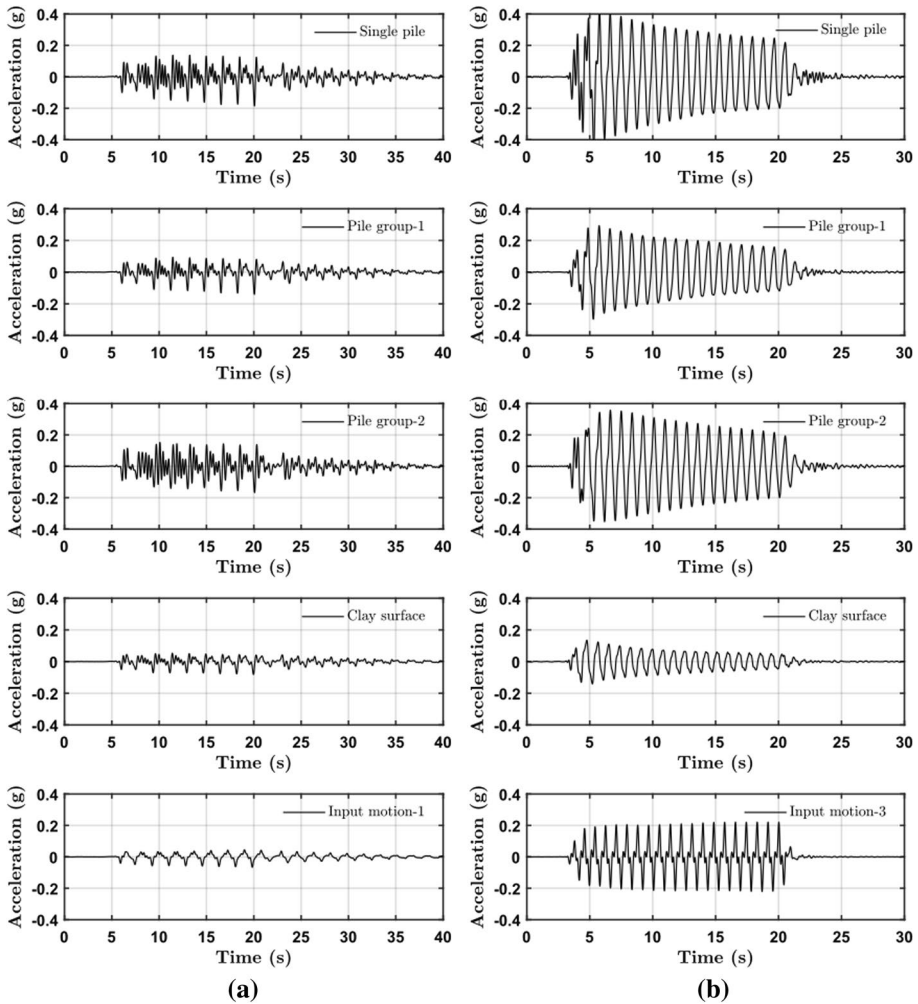 Acceleration (g)
0.4
0.2
0
-0.2
-0.4
Single pile
0 5 10 15 20 25 30 35 40
Time (s)
Acceleration (g)
0.4
0.2
0
-0.2
-0.4
Single pile
0 5 10 15 20 25 30
Time (s)
Acceleration (g)
0.4
0.2
0
-0.2
-0.4
Pile group-1
0 5 10 15 20 25 30 35 40
Time (s)
Acceleration (g)
0.4
0.2
0
-0.2
-0.4
Pile group-1
0 5 10 15 20 25 30
Time (s)
Acceleration (g)
0.4
0.2
0
-0.2
-0.4
Pile group-2
0 5 10 15 20 25 30 35 40
Time (s)
Acceleration (g)
0.4
0.2
0
-0.2
-0.4
Pile group-2
0 5 10 15 20 25 30
Time (s)
Acceleration (g)
0.4
0.2
0
-0.2
-0.4
Clay surface
0 5 10 15 20 25 30 35 40
Time (s)
Acceleration (g)
0.4
0.2
0
-0.2
-0.4
Clay surface
0 5 10 15 20 25 30
Time (s)
Acceleration (g)
0.4
0.2
0
-0.2
-0.4
Input motion-1
0 5 10 15 20 25 30 35 40
Time (s)
Acceleration (g)
0.4
0.2
0
-0.2
-0.4
Input motion-3
0 5 10 15 20 25 30
Time (s)
(a)
(b)